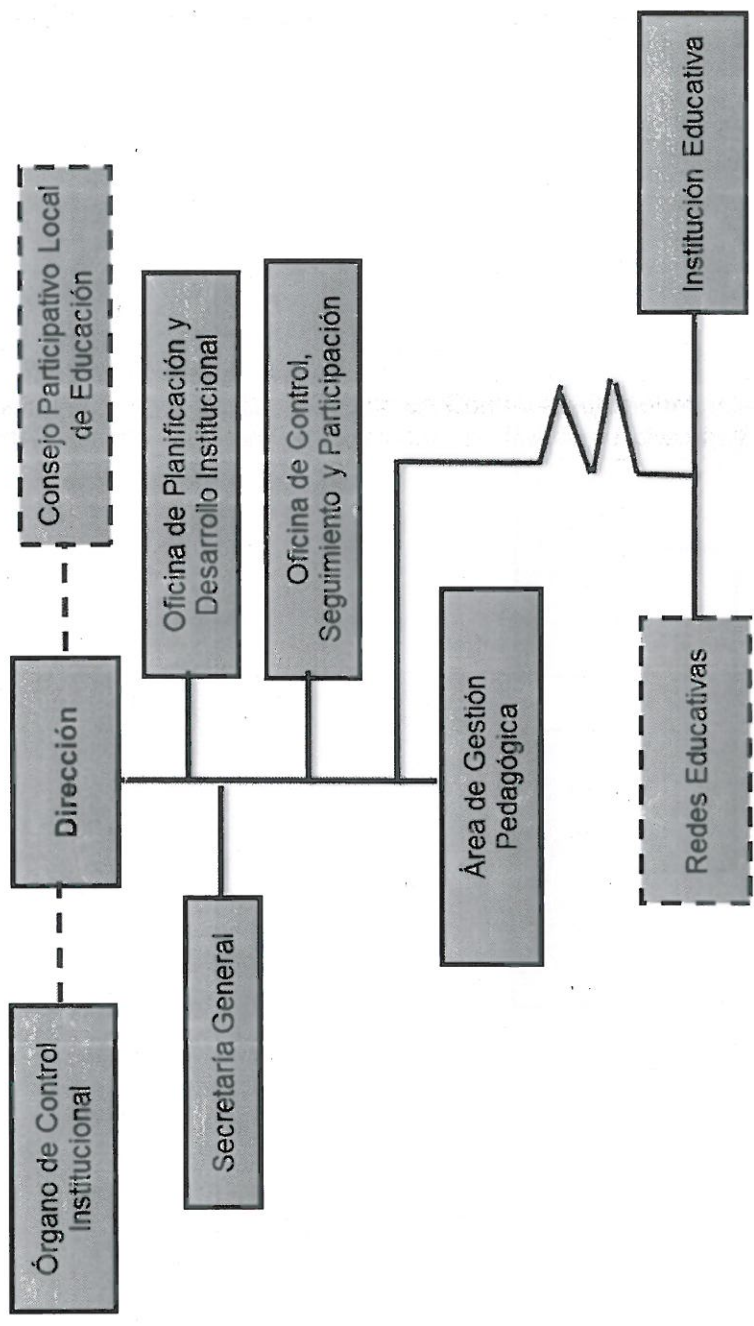 Órgano de Control
Institucional
Dirección
Consejo Participativo Local
de Educación
Secretaría General
Oficina de Planificación y
Desarrollo Institucional
Oficina de Control,
Seguimiento y Participación
Área de Gestión
Pedagógica
Redes Educativas
Institución Educativa